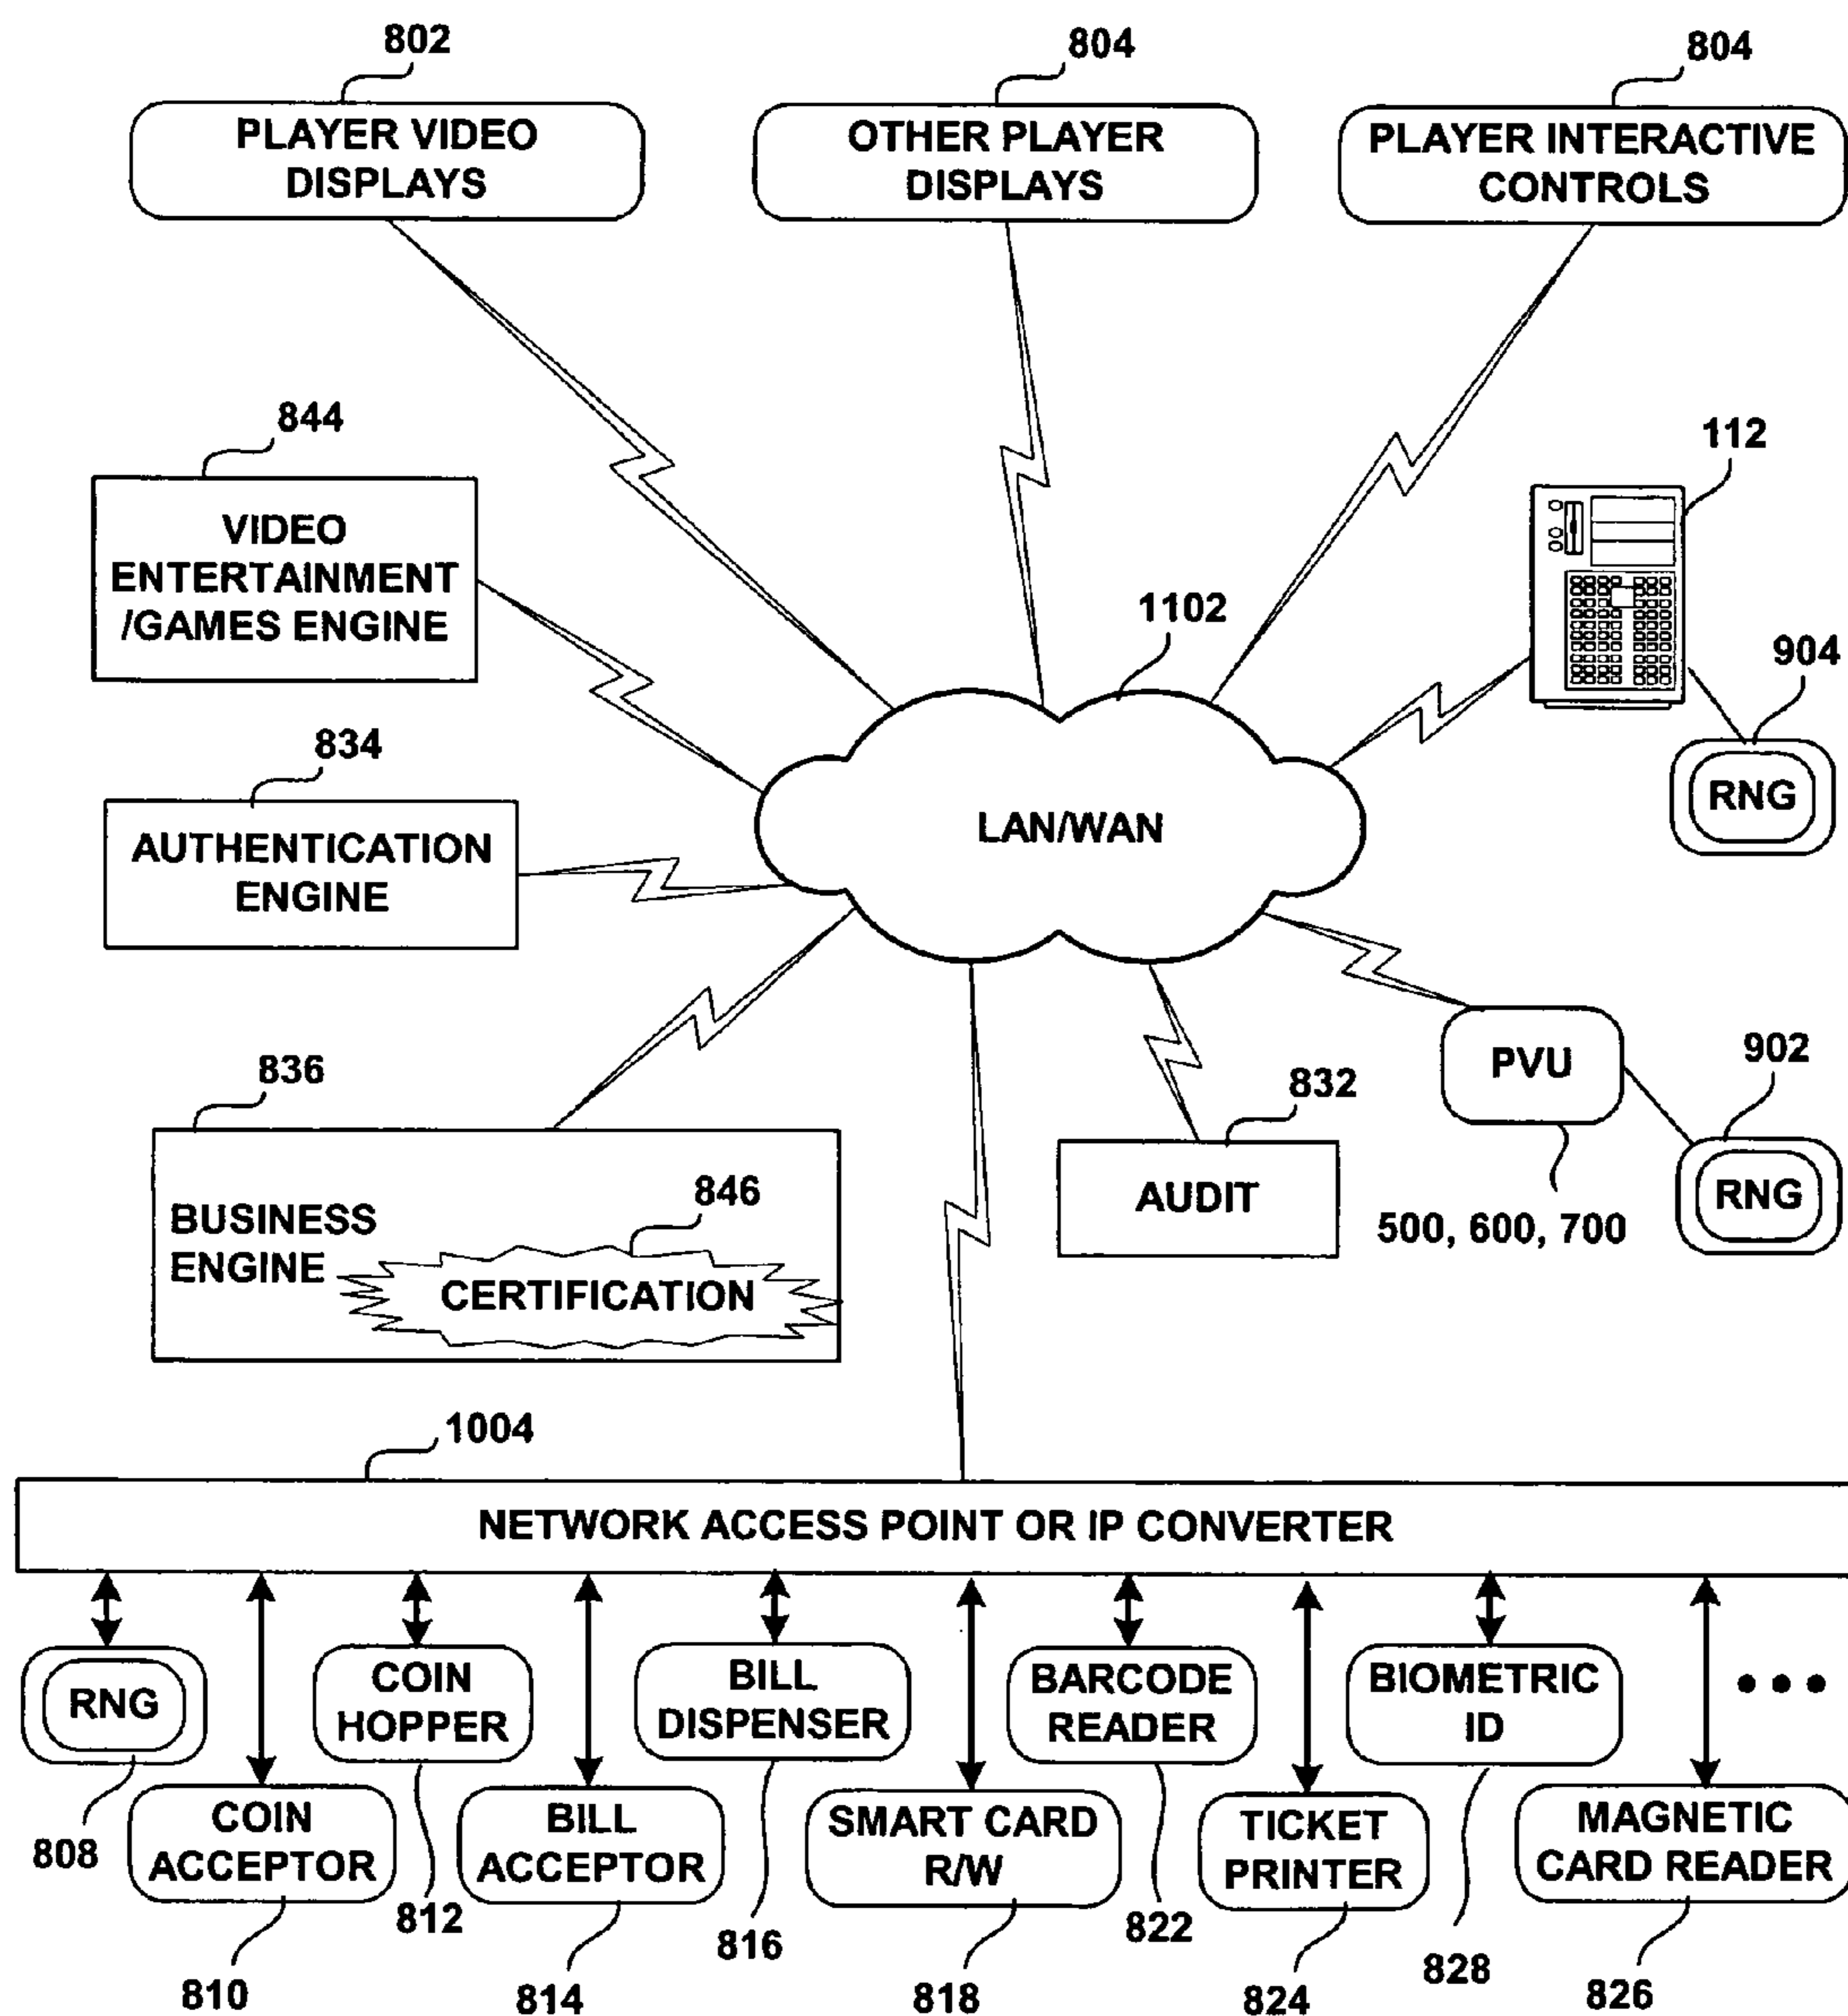 802
804
804
PLAYER VIDEO
DISPLAYS
OTHER PLAYER
DISPLAYS
PLAYER INTERACTIVE
CONTROLS
844
VIDEO
ENTERTAINMENT
/GAMES ENGINE
112
1102
904
RNG
LAN/WAN
834
AUTHENTICATION
ENGINE
PVU
500, 600, 700
902
RNG
832
AUDIT
836
BUSINESS
ENGINE
846
CERTIFICATION
1004
NETWORK ACCESS POINT OR IP CONVERTER
RNG
808
COIN
ACCEPTOR
810
COIN
HOPPER
812
BILL
ACCEPTOR
814
BILL
DISPENSER
816
SMART CARD
R/W
818
BARCODE
READER
822
TICKET
PRINTER
824
BIOMETRIC
ID
828
MAGNETIC
CARD READER
826